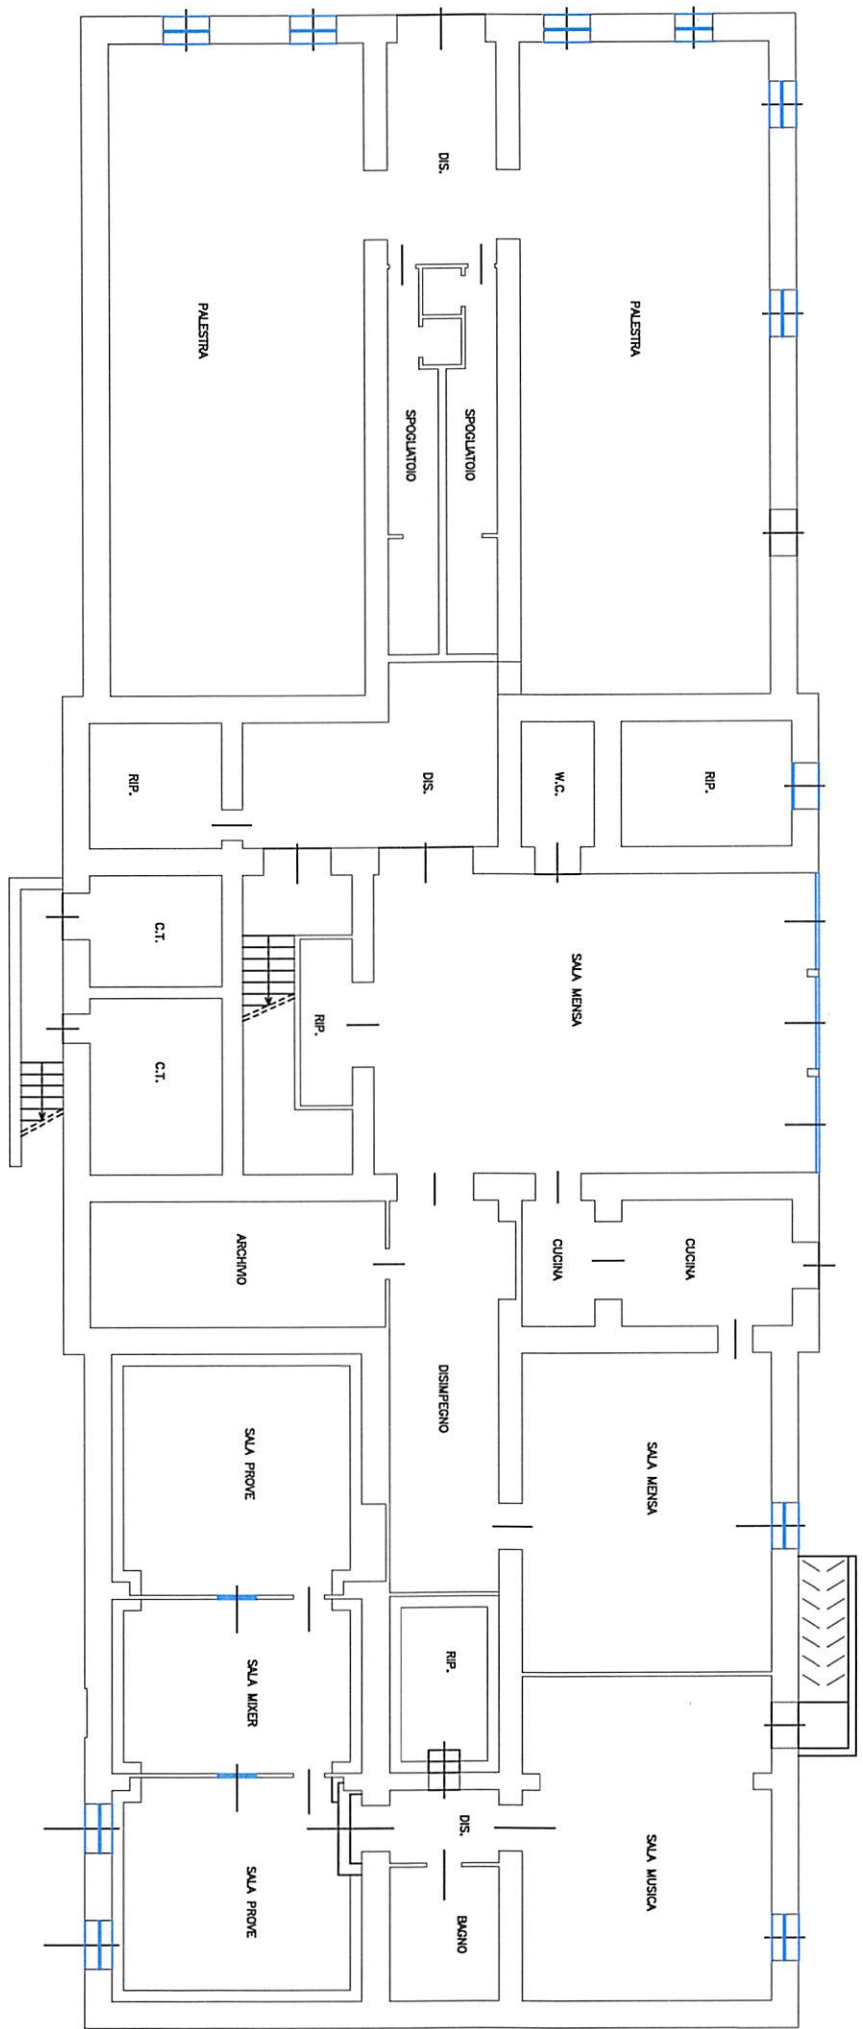 DIS.
PALESTRA
PALESTRA
SPOGLIATOIO
SPOGLIATOIO
RIP.
DIS.
W.C.
RIP.
C.T.
SALA MENSA
RIP.
C.T.
ARCHIVIO
CUCINA
CUCINA
DISIMPEGNO
SALA PROVE
SALA MENSA
RIP.
SALA MIXER
DIS.
SALA MUSICA
SALA PROVE
BAGNO